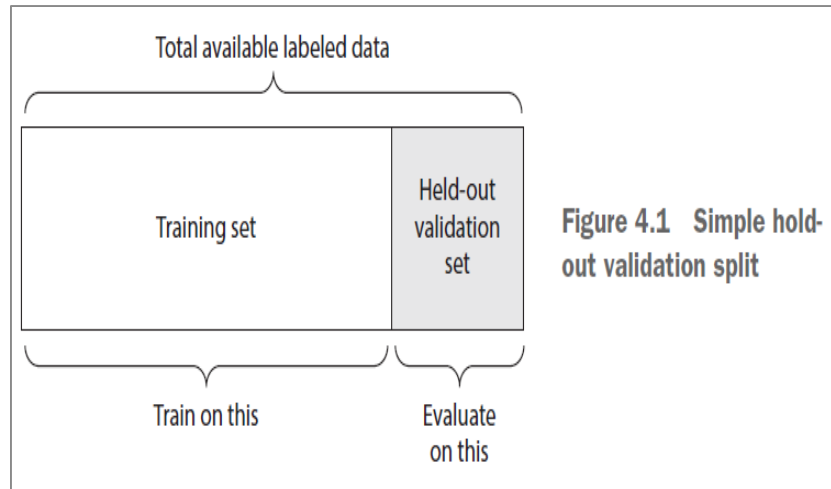 Total available labeled data
Training set
Held-out
validation
set
Train on this
Evaluate
on this
Figure 4.1 Simple hold-
out validation split